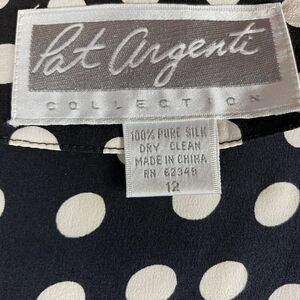 Pat Argenti
COLLECTION
100% PURE SILK
DRY CLEAN
MADE IN CHINA
RN 62348
12